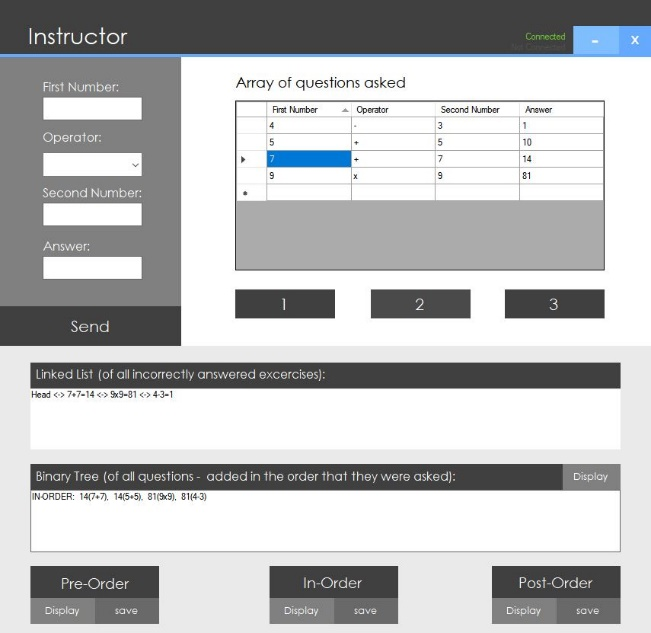 Instructor
Connected
Not Connected
- X
First Number:
Operator:
Second Number:
Answer:
Send
Array of questions asked
First Number Operator Second Number Answer
4 - 3 1
5 + 5 10
7 + 7 14
9 x 9 81
1 2 3
Linked List (of all incorrectly answered excercises):
Head <-> 7+7=14 <-> 9x9=81 <-> 4-3=1
Binary Tree (of all questions - added in the order that they were asked): Display
IN-ORDER: 14(7+7), 14(5+5), 81(9x9), 81(4-3)
Pre-Order In-Order Post-Order
Display save Display save Display save